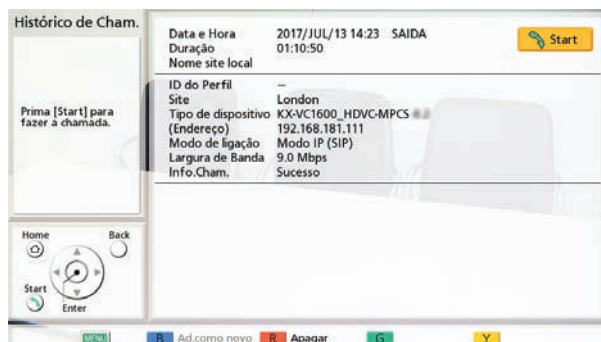 Histórico de Cham.
Prima [Start] para
fazer a chamada.
Data e Hora 2017/JUL/13 14:23 SAIDA
Duração 01:10:50
Nome site local
Start
ID do Perfil –
Site London
Tipo de dispositivo KX-VC1600_HDVC-MPCS
(Endereço) 192.168.181.111
Modo de ligação Modo IP (SIP)
Largura de Banda 9.0 Mbps
Info.Cham. Sucesso
Home Back
Start
Enter
MENU B Ad.como novo R Apagar G Y